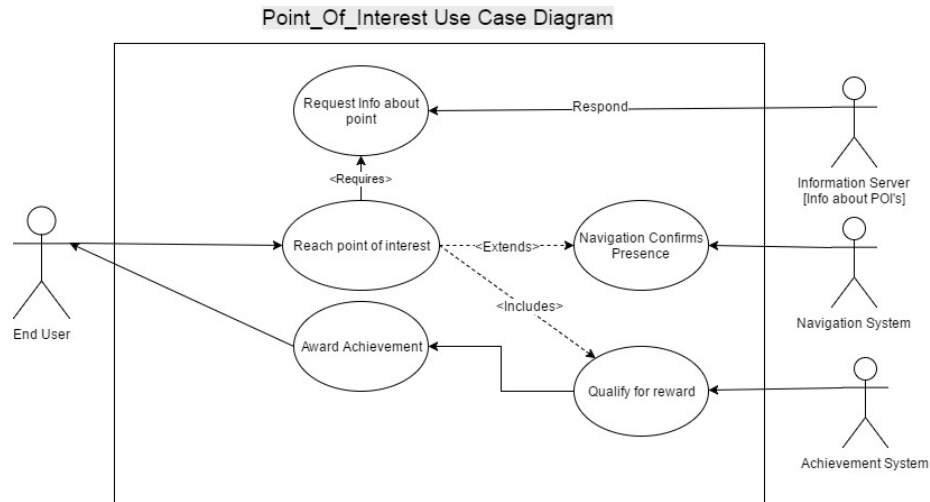 Point_Of_Interest Use Case Diagram
Request Info about
point
Respond
Information Server
[Info about POI's]
<Requires>
Reach point of interest
<Extends>
Navigation Confirms
Presence
End User
Navigation System
<Includes>
Award Achievement
Qualify for reward
Achievement System